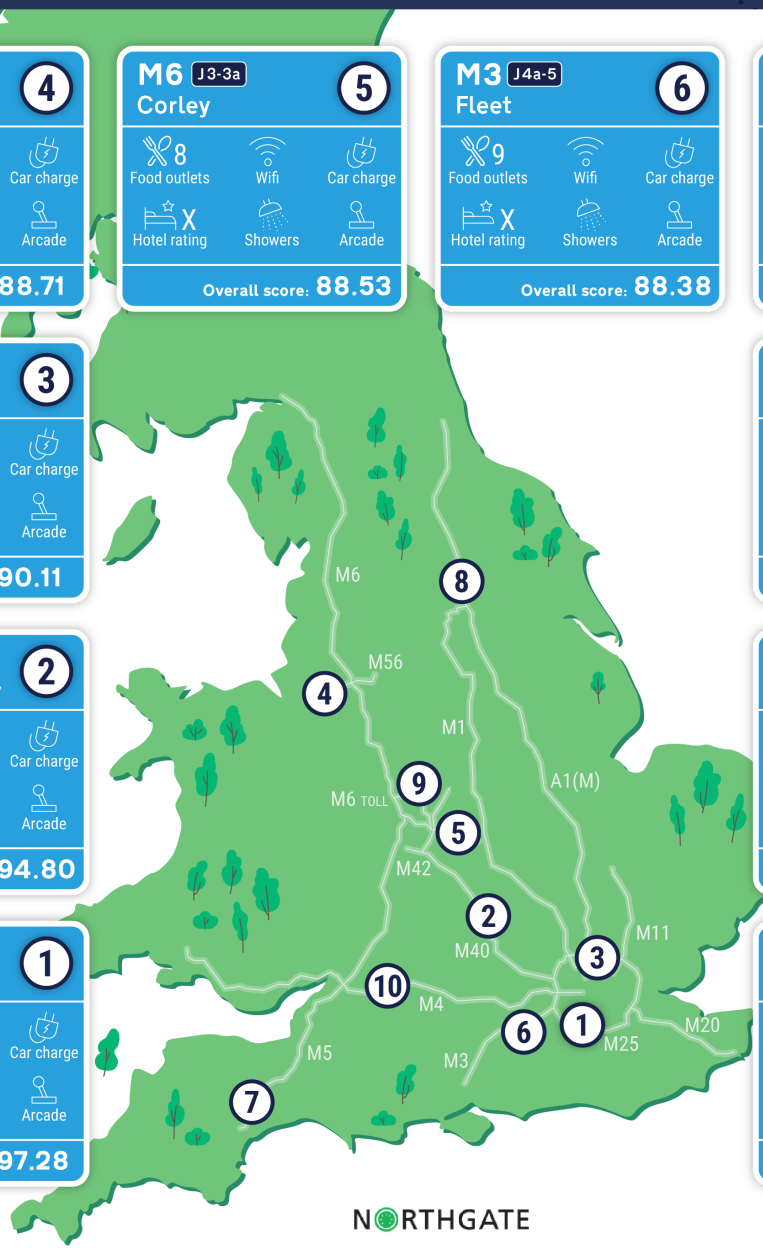 4
Car charge
Arcade
88.71
M6 J3-3a 5
Corley
8
Food outlets Wifi Car charge
X
Hotel rating Showers Arcade
Overall score: 88.53
M3 J4a-5 6
Fleet
9
Food outlets Wifi Car charge
X
Hotel rating Showers Arcade
Overall score: 88.38
3
Car charge
Arcade
90.11
2
Car charge
Arcade
94.80
1
Car charge
Arcade
97.28
M6
8
M56
4
M1
9
A1(M)
M6 TOLL
5
M42
2
M11
M40
3
10
M4
1
6
M20
M25
M5
M3
7
NORTHGATE